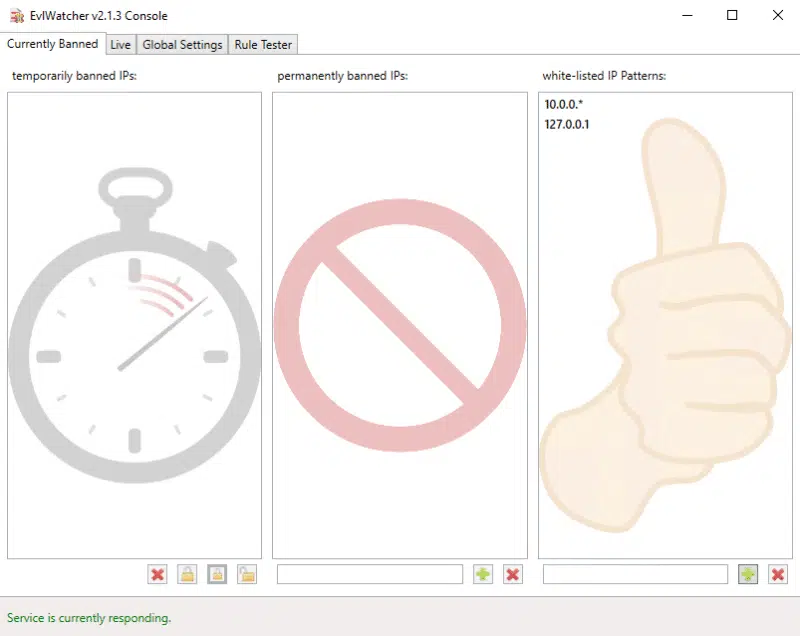 EvlWatcher v2.1.3 Console
Currently Banned
Live
Global Settings
Rule Tester
temporarily banned IPs:
permanently banned IPs:
white-listed IP Patterns:
10.0.0.*
127.0.0.1
Service is currently responding.